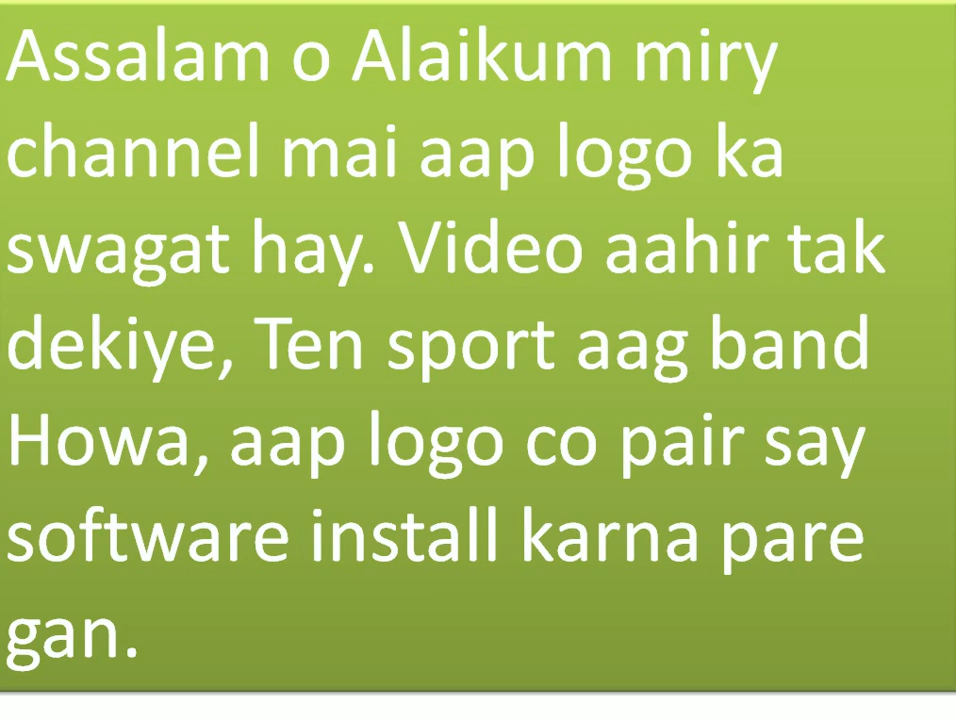 Assalam o Alaikum miry
channel mai aap logo ka
swagat hay. Video aahir tak
dekiye, Ten sport aag band
Howa, aap logo co pair say
software install karna pare
gan.